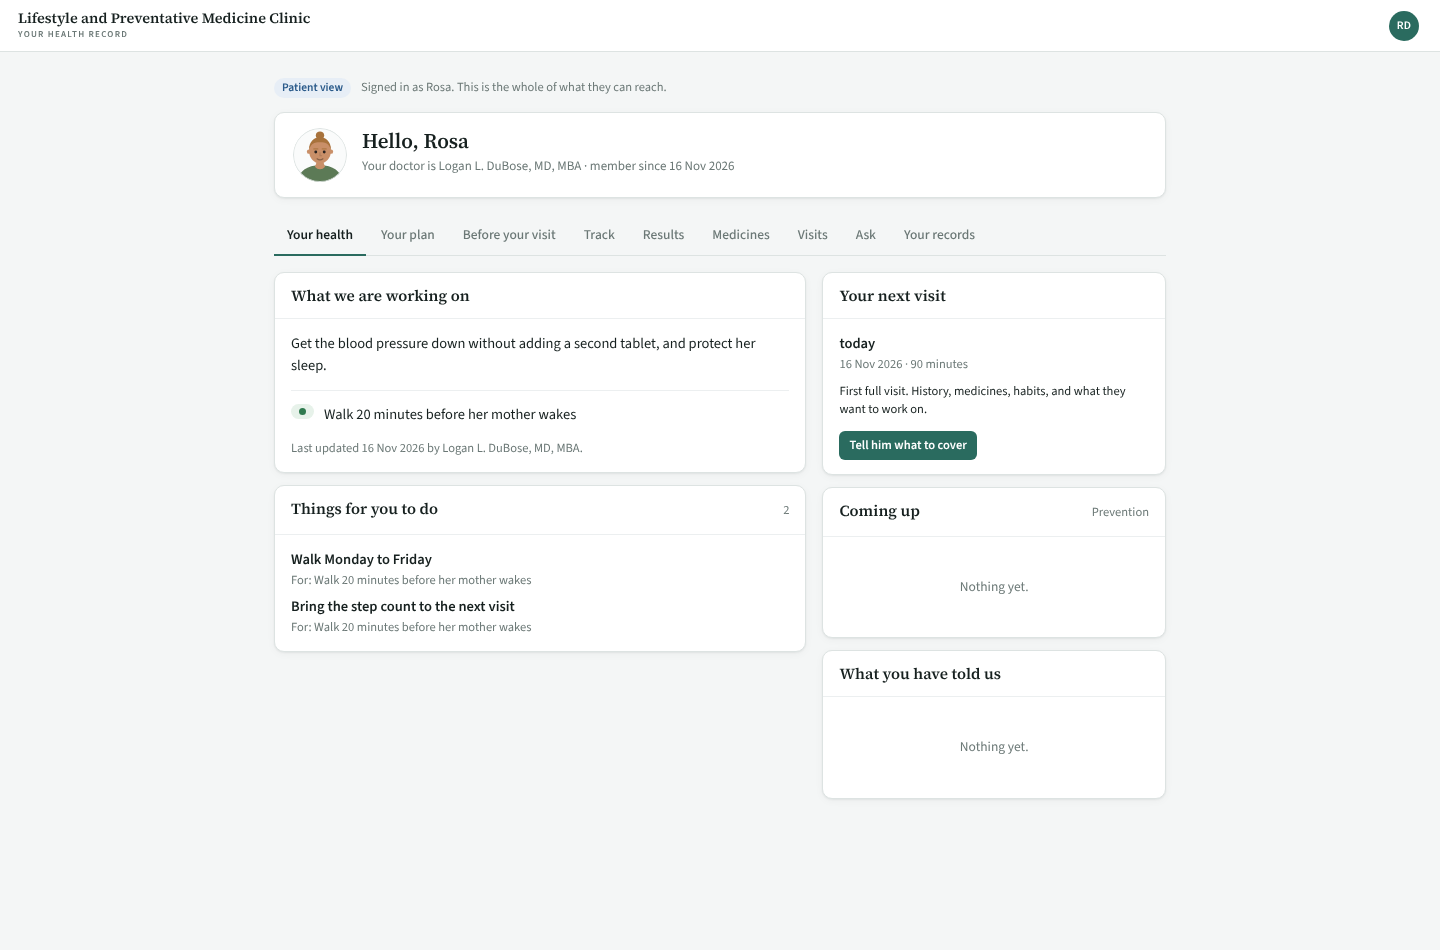 Lifestyle and Preventative Medicine Clinic
YOUR HEALTH RECORD
RD
Patient view
Signed in as Rosa. This is the whole of what they can reach.
Hello, Rosa
Your doctor is Logan L. DuBose, MD, MBA · member since 16 Nov 2026
Your health
Your plan
Before your visit
Track
Results
Medicines
Visits
Ask
Your records
What we are working on
Get the blood pressure down without adding a second tablet, and protect her
sleep.
Walk 20 minutes before her mother wakes
Last updated 16 Nov 2026 by Logan L. DuBose, MD, MBA.
Things for you to do
2
Walk Monday to Friday
For: Walk 20 minutes before her mother wakes
Bring the step count to the next visit
For: Walk 20 minutes before her mother wakes
Your next visit
today
16 Nov 2026 · 90 minutes
First full visit. History, medicines, habits, and what they
want to work on.
Tell him what to cover
Coming up
Prevention
Nothing yet.
What you have told us
Nothing yet.